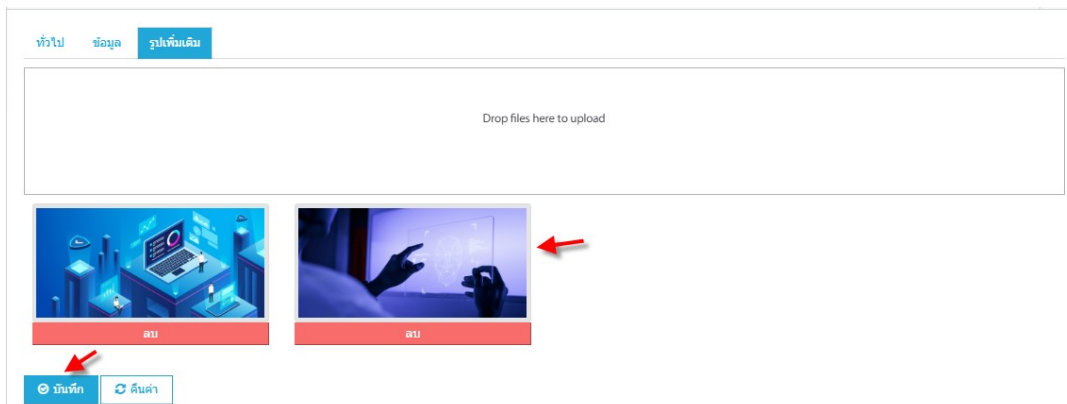 ทั่วไป ข้อมูล รูปเพิ่มเติม
Drop files here to upload
ลบ ลบ
บันทึก คืนค่า